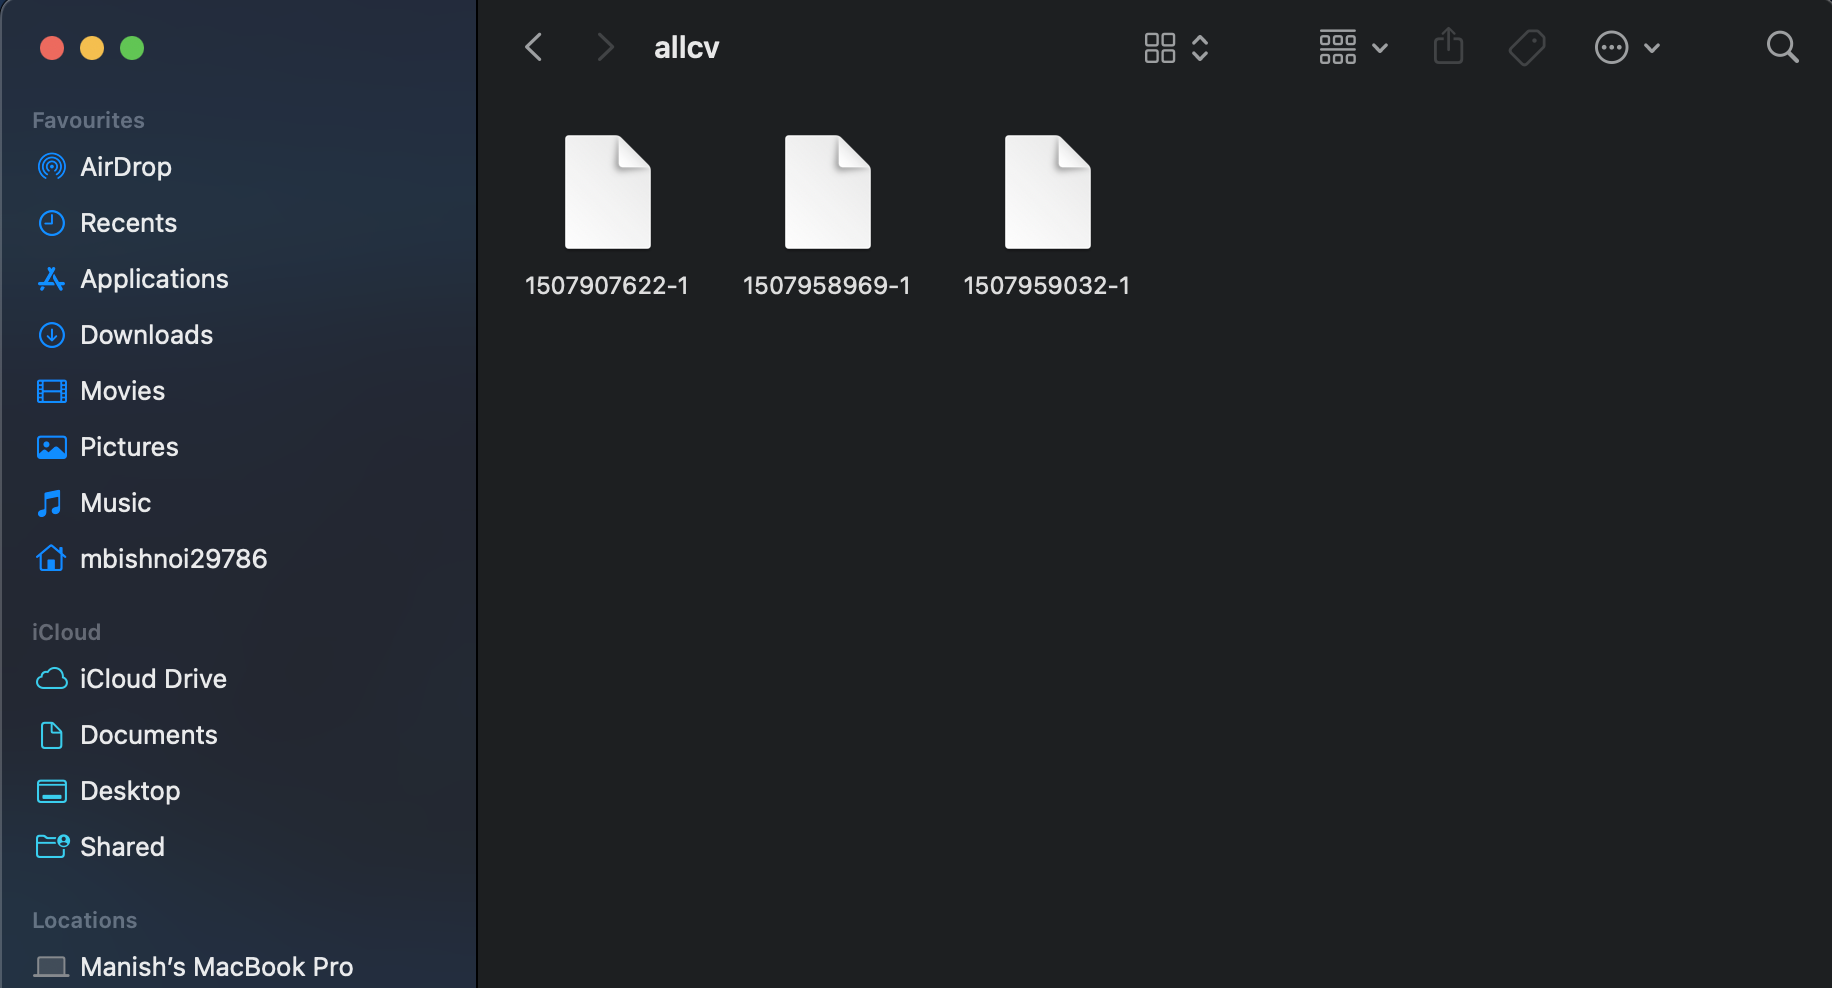 allcv
Favourites
AirDrop
Recents
Applications
Downloads
Movies
Pictures
Music
mbishnoi29786
iCloud
iCloud Drive
Documents
Desktop
Shared
Locations
Manish’s MacBook Pro
1507907622-1
1507958969-1
1507959032-1